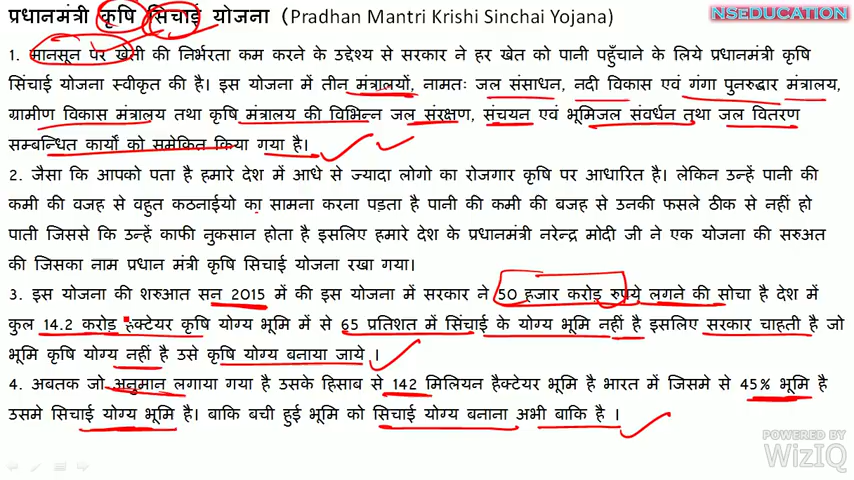 प्रधानमंत्री कृषि सिचाई योजना (Pradhan Mantri Krishi Sinchai Yojana)
NSEDUCATION
1. मानसून पर खेती की निर्भरता कम करने के उद्देश्य से सरकार ने हर खेत को पानी पहुँचाने के लिये प्रधानमंत्री कृषि
सिंचाई योजना स्वीकृत की है। इस योजना में तीन मंत्रालयों, नामतः जल संसाधन, नदी विकास एवं गंगा पुनरुद्धार मंत्रालय,
ग्रामीण विकास मंत्रालय तथा कृषि मंत्रालय की विभिन्न जल संरक्षण, संचयन एवं भूमिजल संवर्धन तथा जल वितरण
सम्बन्धित कार्यों को समेकित किया गया है।
2. जैसा कि आपको पता है हमारे देश में आधे से ज्यादा लोगो का रोजगार कृषि पर आधारित है। लेकिन उन्हें पानी की
कमी की वजह से वहुत कठनाईयो का सामना करना पड़ता है पानी की कमी की बजह से उनकी फसले ठीक से नहीं हो
पाती जिससे कि उन्हें काफी नुकसान होता है इसलिए हमारे देश के प्रधानमंत्री नरेन्द्र मोदी जी ने एक योजना की सरुअत
की जिसका नाम प्रधान मंत्री कृषि सिचाई योजना रखा गया।
3. इस योजना की शरुआत सन 2015 में की इस योजना में सरकार ने 50 हजार करोड़ रुपये लगने की सोचा है देश में
कुल 14.2 करोड़ हेक्टेयर कृषि योग्य भूमि में से 65 प्रतिशत में सिंचाई के योग्य भूमि नहीं है इसलिए सरकार चाहती है जो
भूमि कृषि योग्य नहीं है उसे कृषि योग्य बनाया जाये ।
4. अबतक जो अनुमान लगाया गया है उसके हिसाब से 142 मिलियन हैक्टेयर भूमि है भारत में जिसमे से 45% भूमि है
उसमे सिचाई योग्य भूमि है। बाकि बची हुई भूमि को सिचाई योग्य बनाना अभी बाकि है ।
POWERED BY
WizIQ